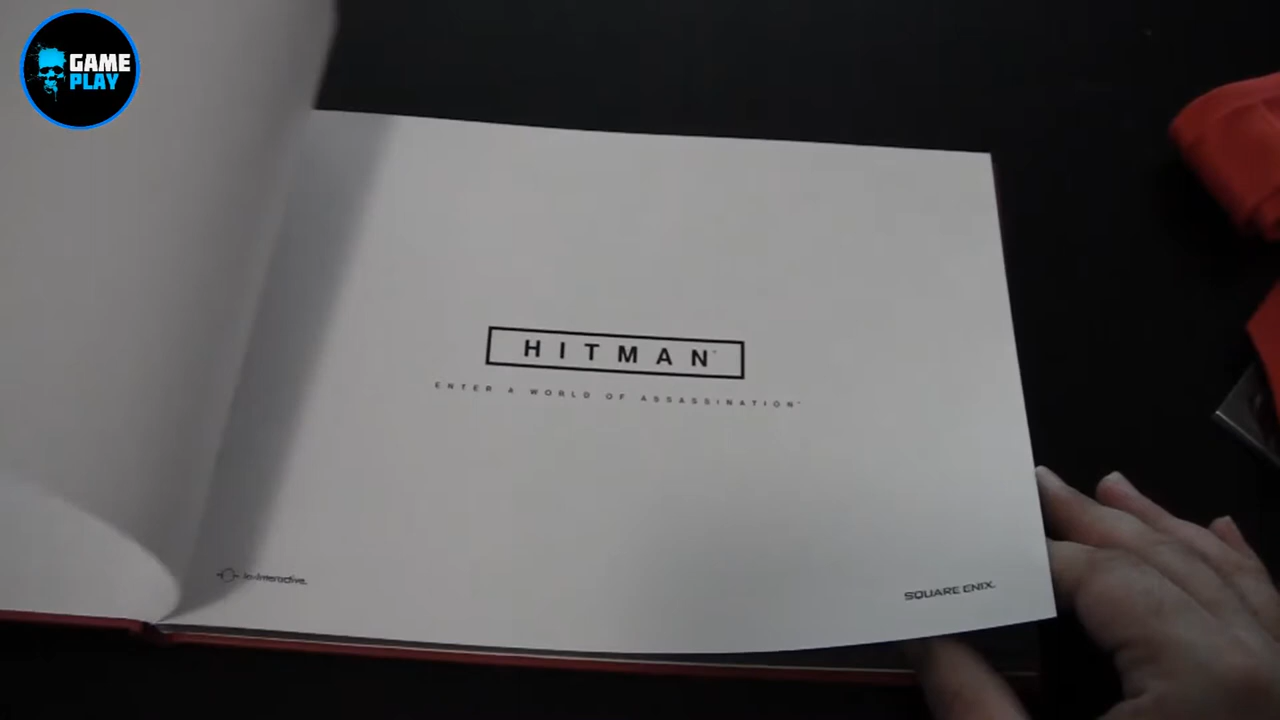 GAME
PLAY
HITMAN™
ENTER A WORLD OF ASSASSINATION™
Io-Interactive.
SQUARE ENIX.